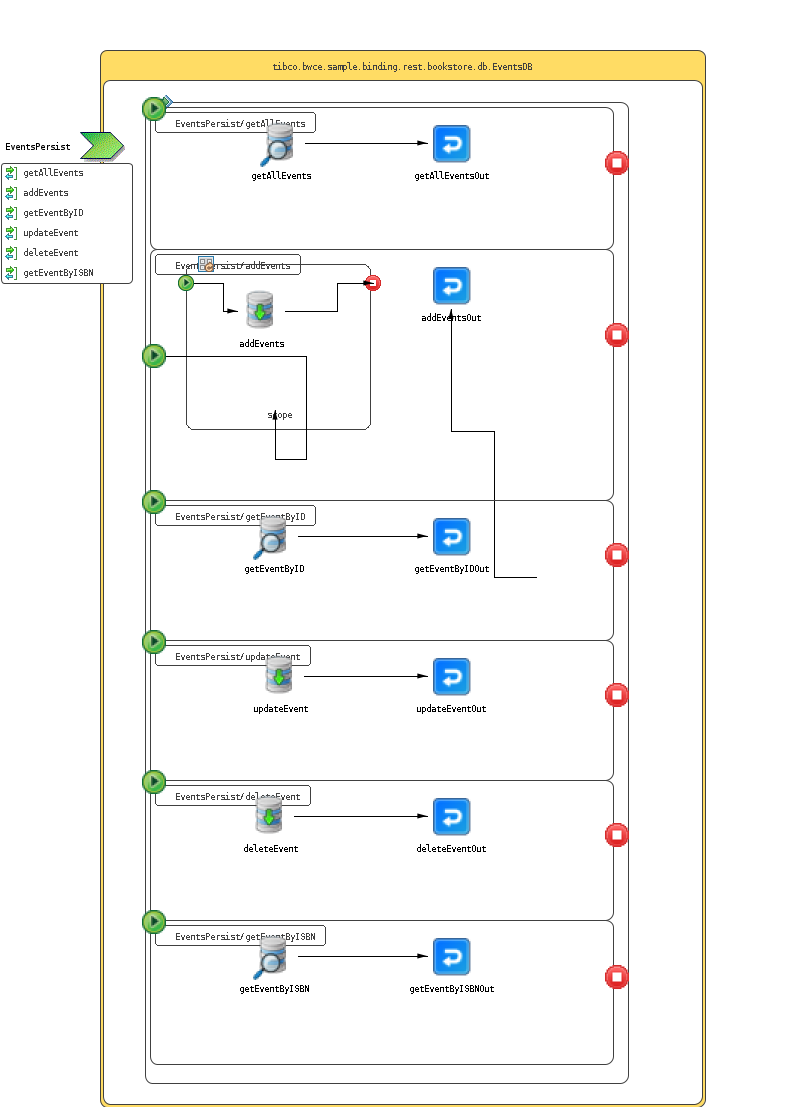 tibco.bwce.sample.binding.rest.bookstore.db.EventsDB
EventsPersist
getAllEvents
addEvents
getEventByID
updateEvent
deleteEvent
getEventByISBN
EventsPersist/getAllEvents
getAllEvents
getAllEventsOut
EventsPersist/addEvents
addEvents
addEventsOut
scope
EventsPersist/getEventByID
getEventByID
getEventByIDOut
EventsPersist/updateEvent
updateEvent
updateEventOut
EventsPersist/deleteEvent
deleteEvent
deleteEventOut
EventsPersist/getEventByISBN
getEventByISBN
getEventByISBNOut